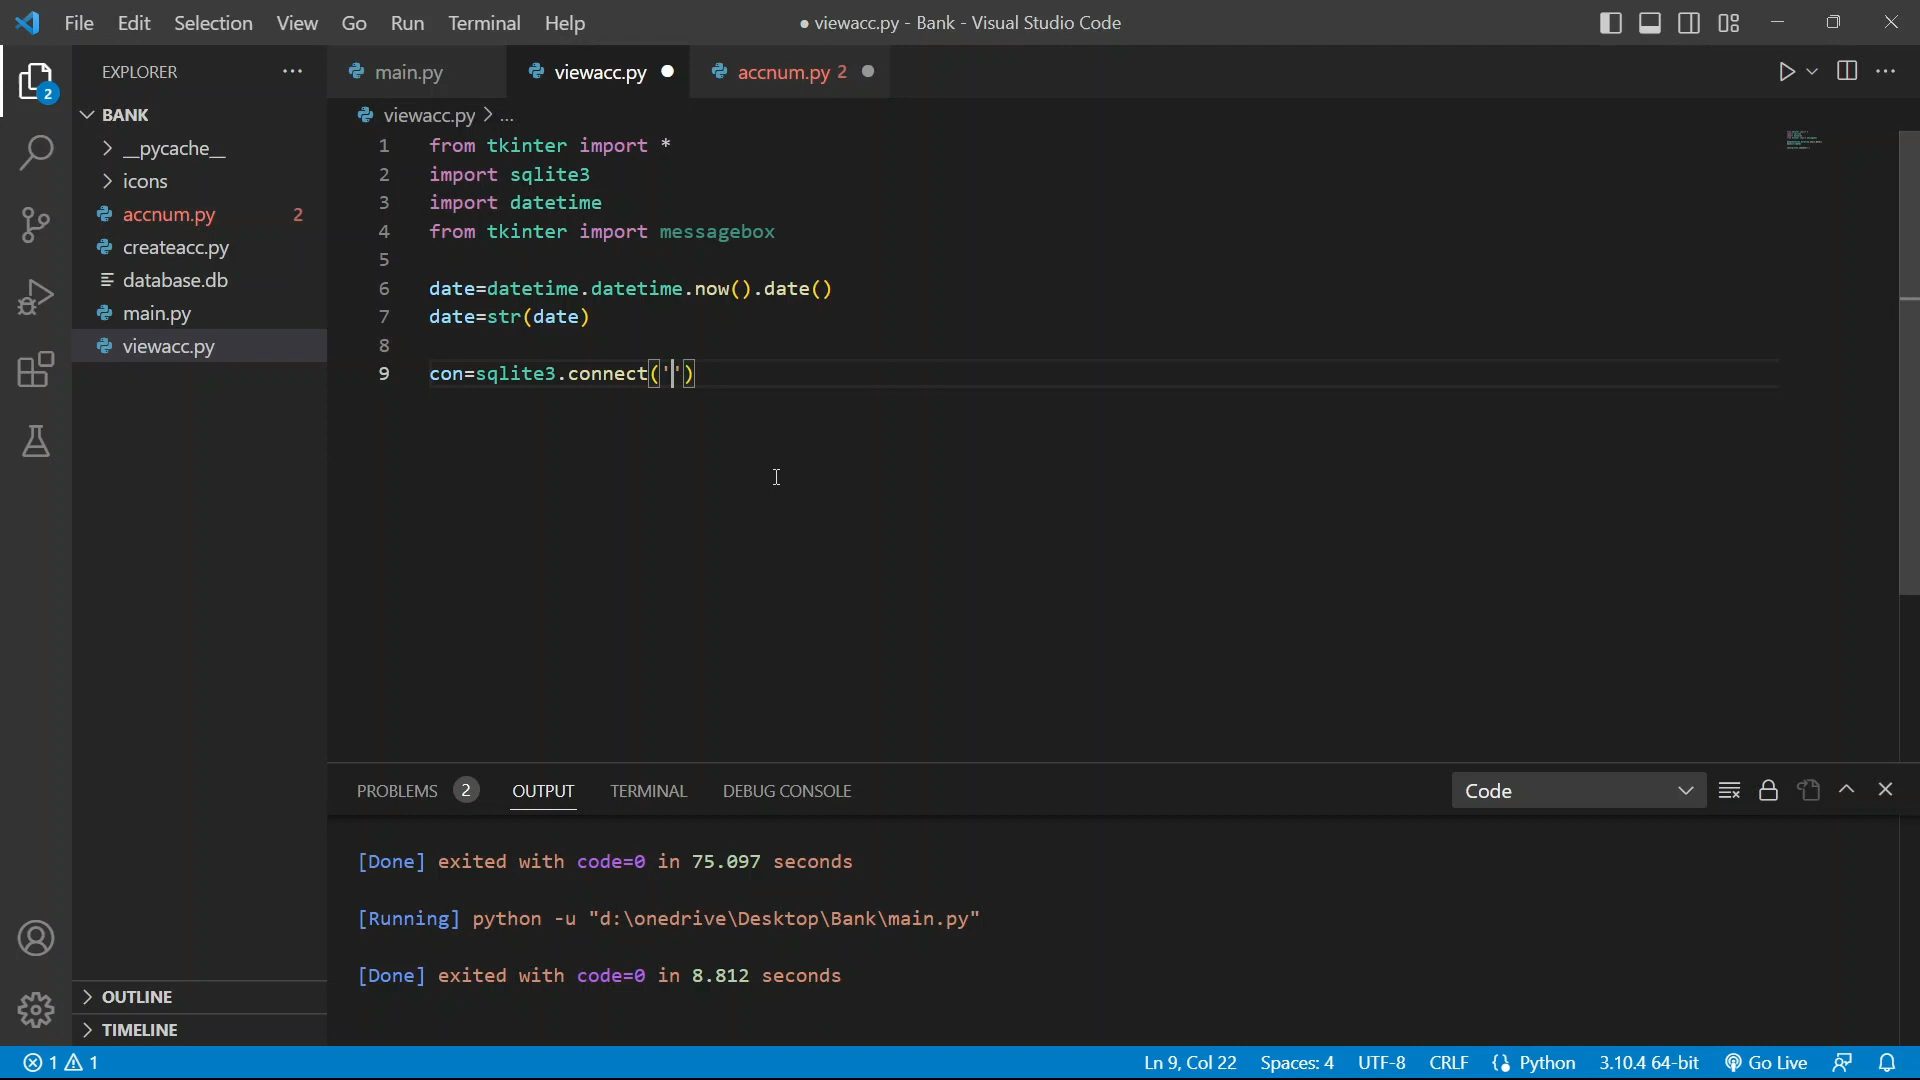 File Edit Selection View Go Run Terminal Help
● viewacc.py - Bank - Visual Studio Code
EXPLORER ...
2
BANK
__pycache__
icons
accnum.py 2
createacc.py
database.db
main.py
viewacc.py
OUTLINE
TIMELINE
main.py viewacc.py ● accnum.py 2 ●
viewacc.py > ...
1 from tkinter import *
2 import sqlite3
3 import datetime
4 from tkinter import messagebox
5
6 date=datetime.datetime.now().date()
7 date=str(date)
8
9 con=sqlite3.connect('')
PROBLEMS 2 OUTPUT TERMINAL DEBUG CONSOLE
Code
[Done] exited with code=0 in 75.097 seconds
[Running] python -u "d:\onedrive\Desktop\Bank\main.py"
[Done] exited with code=0 in 8.812 seconds
1 1
Ln 9, Col 22 Spaces: 4 UTF-8 CRLF Python 3.10.4 64-bit Go Live